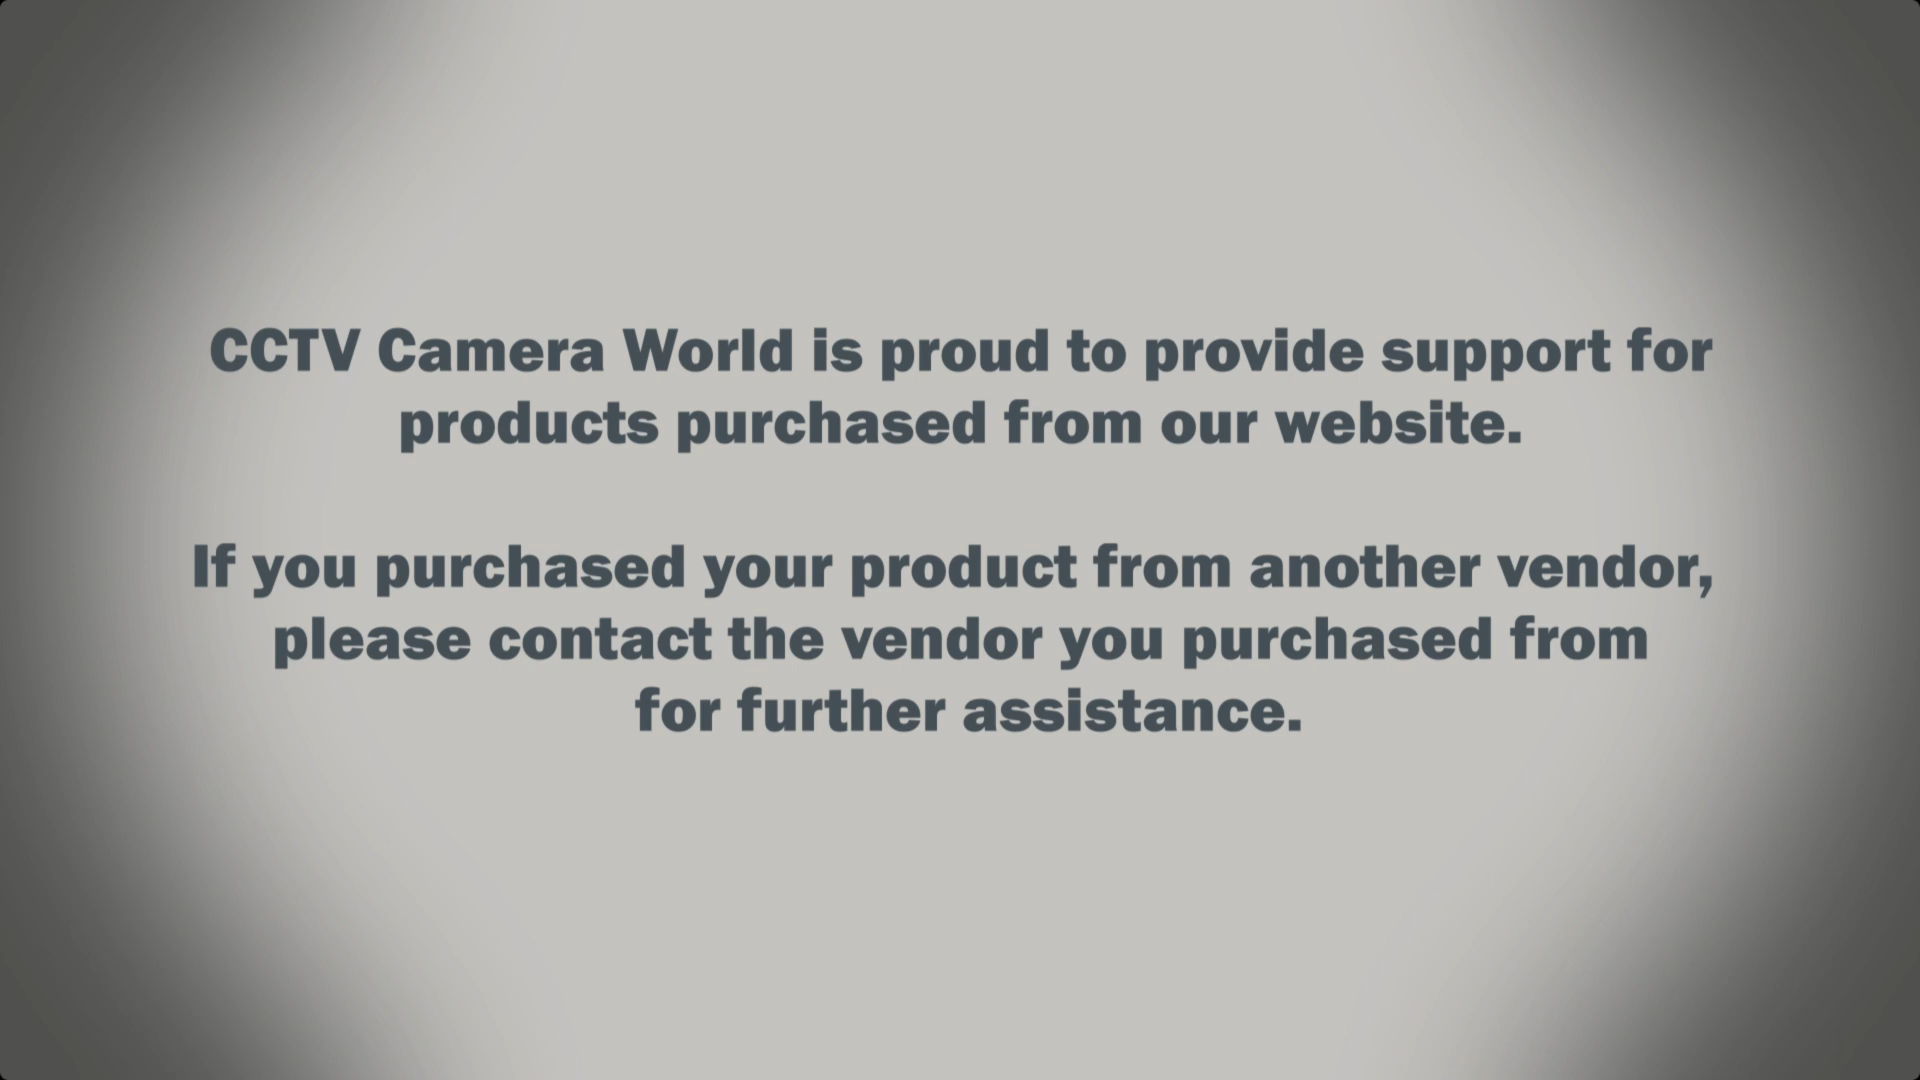 CCTV Camera World is proud to provide support for
products purchased from our website.
If you purchased your product from another vendor,
please contact the vendor you purchased from
for further assistance.